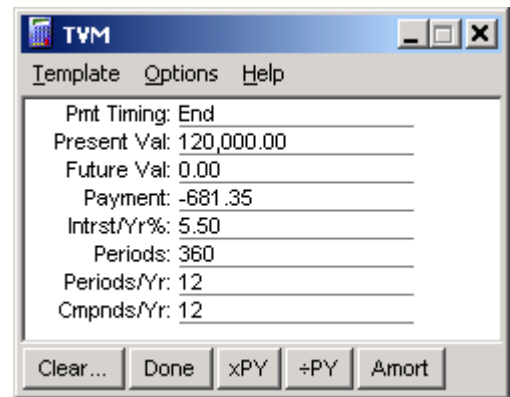 TVM
Template Options Help
Pmt Timing: End
Present Val: 120,000.00
Future Val: 0.00
Payment: -681.35
Intrst/Yr%: 5.50
Periods: 360
Periods/Yr: 12
Cmpnds/Yr: 12
Clear... Done xPY ÷PY Amort